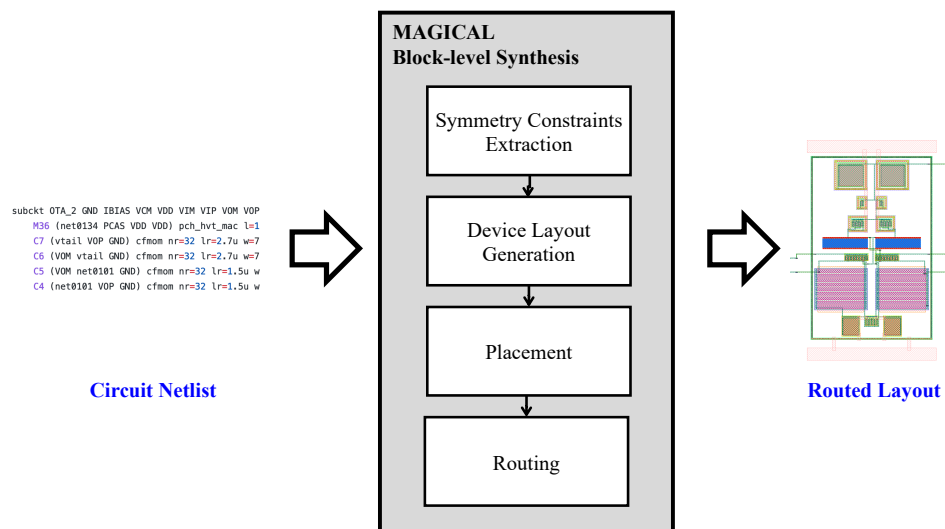 MAGICAL
Block-level Synthesis
Symmetry Constraints
Extraction
Device Layout
Generation
Placement
Routing
subckt OTA_2 GND IBIAS VCM VDD VIM VIP VOM VOP
M36 (net0134 PCAS VDD VDD) pch_hvt_mac l=1
C7 (vtail VOP GND) cfmom nr=32 lr=2.7u w=7
C6 (VOM vtail GND) cfmom nr=32 lr=2.7u w=7
C5 (VOM net0101 GND) cfmom nr=32 lr=1.5u w
C4 (net0101 VOP GND) cfmom nr=32 lr=1.5u w
Circuit Netlist
Routed Layout